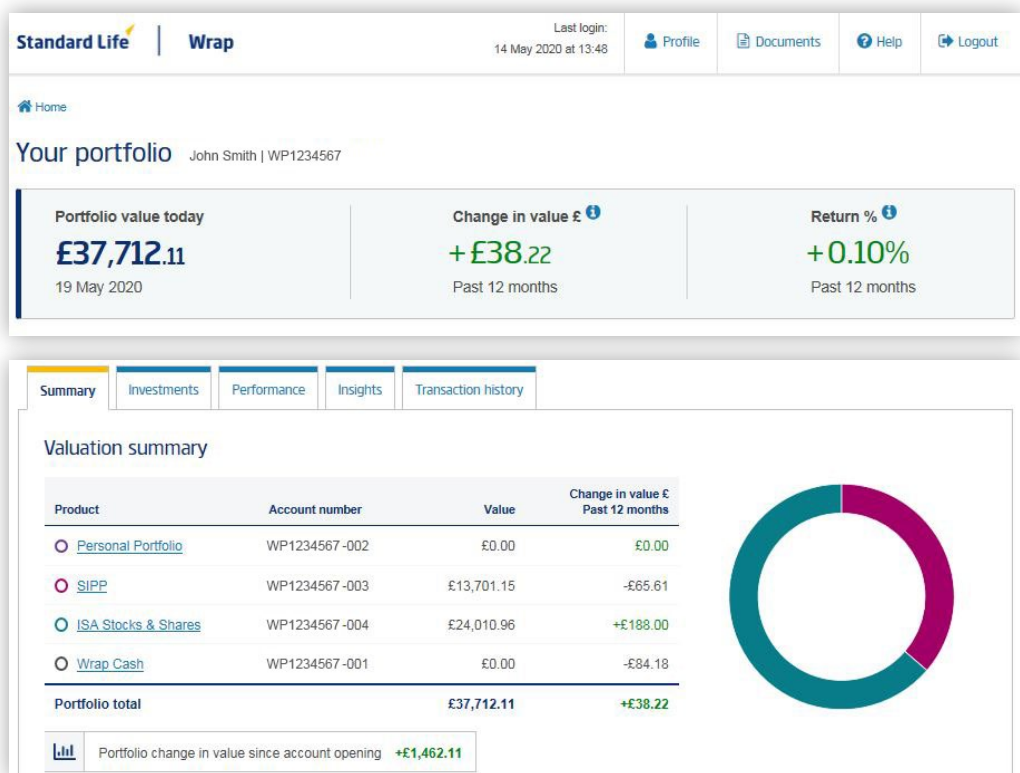 Standard Life Wrap
Last login:
14 May 2020 at 13:48
Profile
Documents
Help
Logout
Home
Your portfolio John Smith | WP1234567
Portfolio value today
£37,712.11
19 May 2020
Change in value £
+£38.22
Past 12 months
Return %
+0.10%
Past 12 months
Summary
Investments
Performance
Insights
Transaction history
Valuation summary
Product Account number Value Change in value £ Past 12 months
Personal Portfolio WP1234567-002 £0.00 £0.00
SIPP WP1234567-003 £13,701.15 -£65.61
ISA Stocks & Shares WP1234567-004 £24,010.96 +£188.00
Wrap Cash WP1234567-001 £0.00 -£84.18
Portfolio total £37,712.11 +£38.22
Portfolio change in value since account opening +£1,462.11